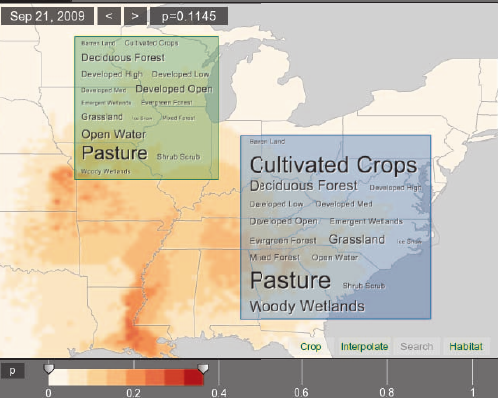 Sep 21, 2009 < > p=0.1145
Barren Land Cultivated Crops
Deciduous Forest
Developed High Developed Low
Developed Med Developed Open
Emergent Wetlands Evergreen Forest
Grassland Ice Snow Mixed Forest
Open Water
Pasture Shrub Scrub
Woody Wetlands
Barren Land
Cultivated Crops
Deciduous Forest Developed High
Developed Low Developed Med
Developed Open Emergent Wetlands
Evergreen Forest Grassland Ice Snow
Mixed Forest Open Water
Pasture Shrub Scrub
Woody Wetlands
Crop Interpolate Search Habitat
p
0 0.2 0.4 0.6 0.8 1